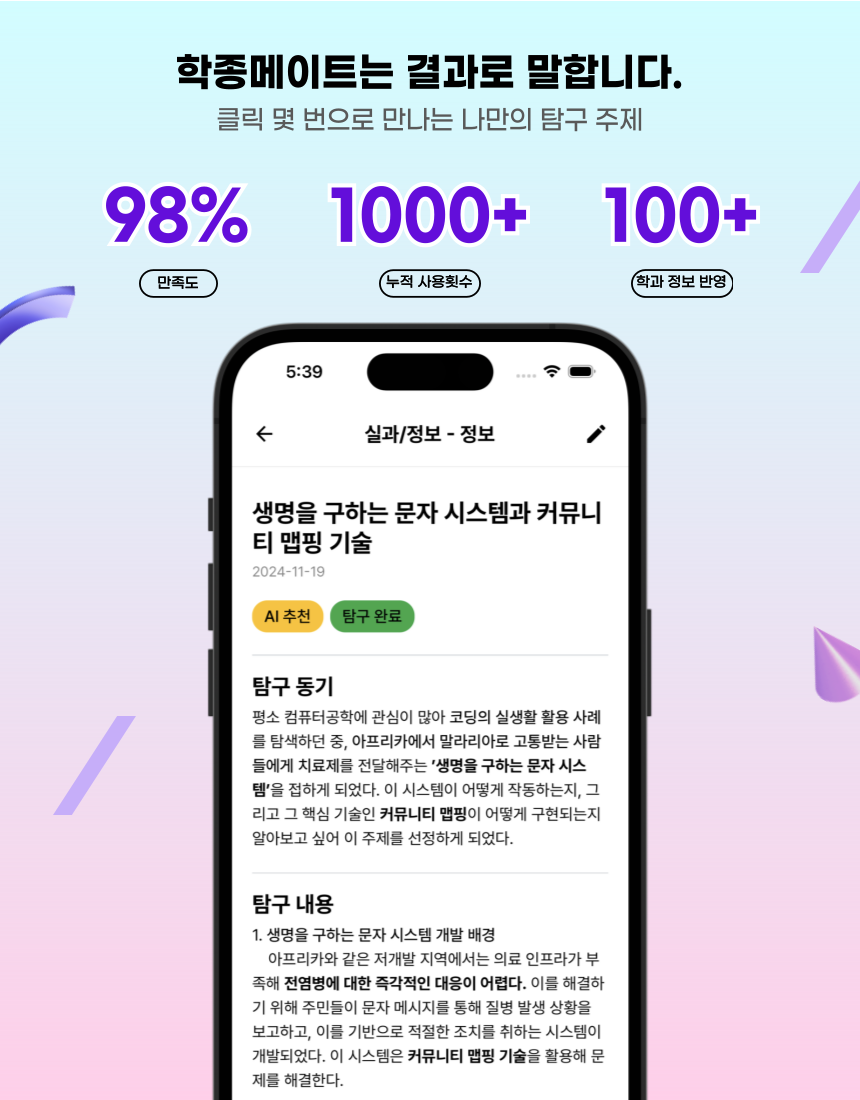 학종메이트는 결과로 말합니다.
클릭 몇 번으로 만나는 나만의 탐구 주제
98% 1000+ 100+
만족도 누적 사용횟수 학과 정보 반영
5:39
실과/정보 - 정보
생명을 구하는 문자 시스템과 커뮤니
티 맵핑 기술
2024-11-19
AI 추천 탐구 완료
탐구 동기
평소 컴퓨터공학에 관심이 많아 코딩의 실생활 활용 사례
를 탐색하던 중, 아프리카에서 말라리아로 고통받는 사람
들에게 치료제를 전달해주는 '생명을 구하는 문자 시스
템'을 접하게 되었다. 이 시스템이 어떻게 작동하는지, 그
리고 그 핵심 기술인 커뮤니티 맵핑이 어떻게 구현되는지
알아보고 싶어 이 주제를 선정하게 되었다.
탐구 내용
1. 생명을 구하는 문자 시스템 개발 배경
아프리카와 같은 저개발 지역에서는 의료 인프라가 부
족해 전염병에 대한 즉각적인 대응이 어렵다. 이를 해결하
기 위해 주민들이 문자 메시지를 통해 질병 발생 상황을
보고하고, 이를 기반으로 적절한 조치를 취하는 시스템이
개발되었다. 이 시스템은 커뮤니티 맵핑 기술을 활용해 문
제를 해결한다.